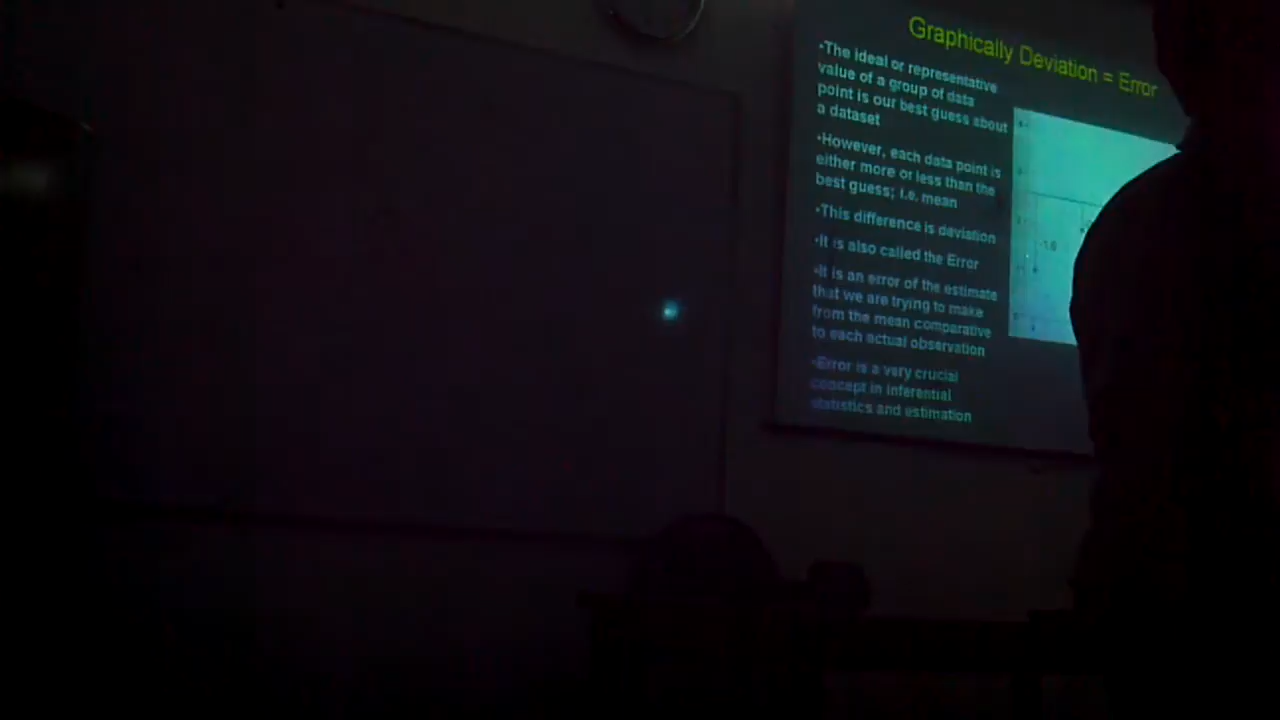 Graphically Deviation = Error
•The ideal or representative
value of a group of data
point is our best guess about
a dataset
•However, each data point is
either more or less than the
best guess; i.e. mean
•This difference is deviation
•It is also called the Error
•It is an error of the estimate
that we are trying to make
from the mean comparative
to each actual observation
•Error is a very crucial
concept in inferential
statistics and estimation